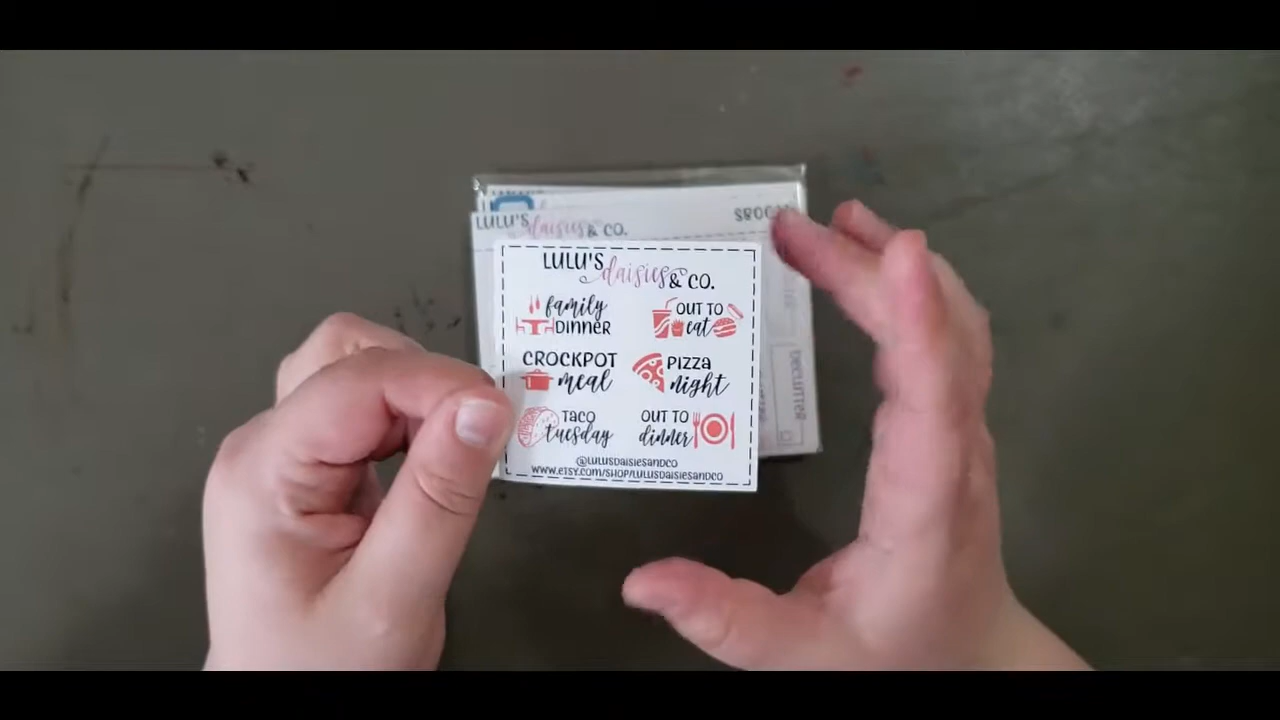 LULU'S daisies & CO.
LULU'S daisies & CO.
family DINNER
OUT TO eat
CROCKPOT meal
PIZZA night
TACO tuesday
OUT TO dinner
@LULUSDAISIESANDCO
WWW.ETSY.COM/SHOP/LULUSDAISIESANDCO
DECLUTTER